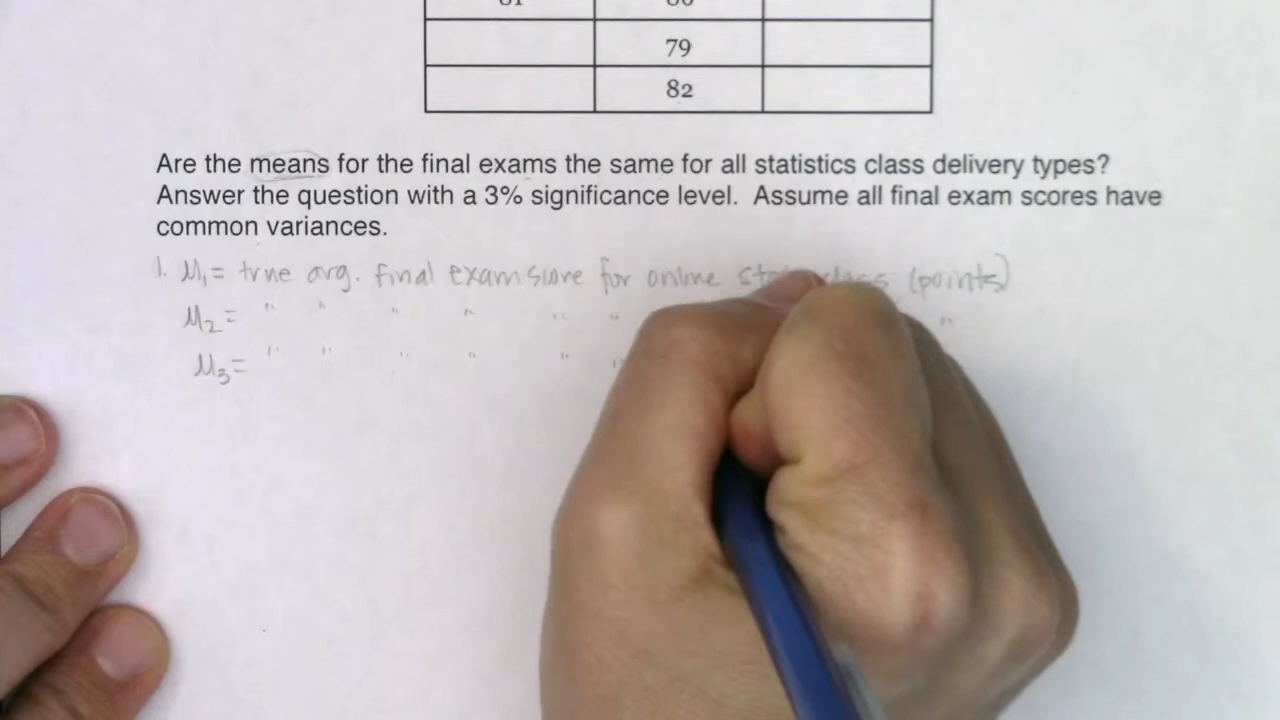 79
82
Are the means for the final exams the same for all statistics class delivery types?
Answer the question with a 3% significance level. Assume all final exam scores have
common variances.
1. μ₁ = true avg. final exam score for online (points)
μ₂ = " " " " " " "
μ₃ = " " " " " "